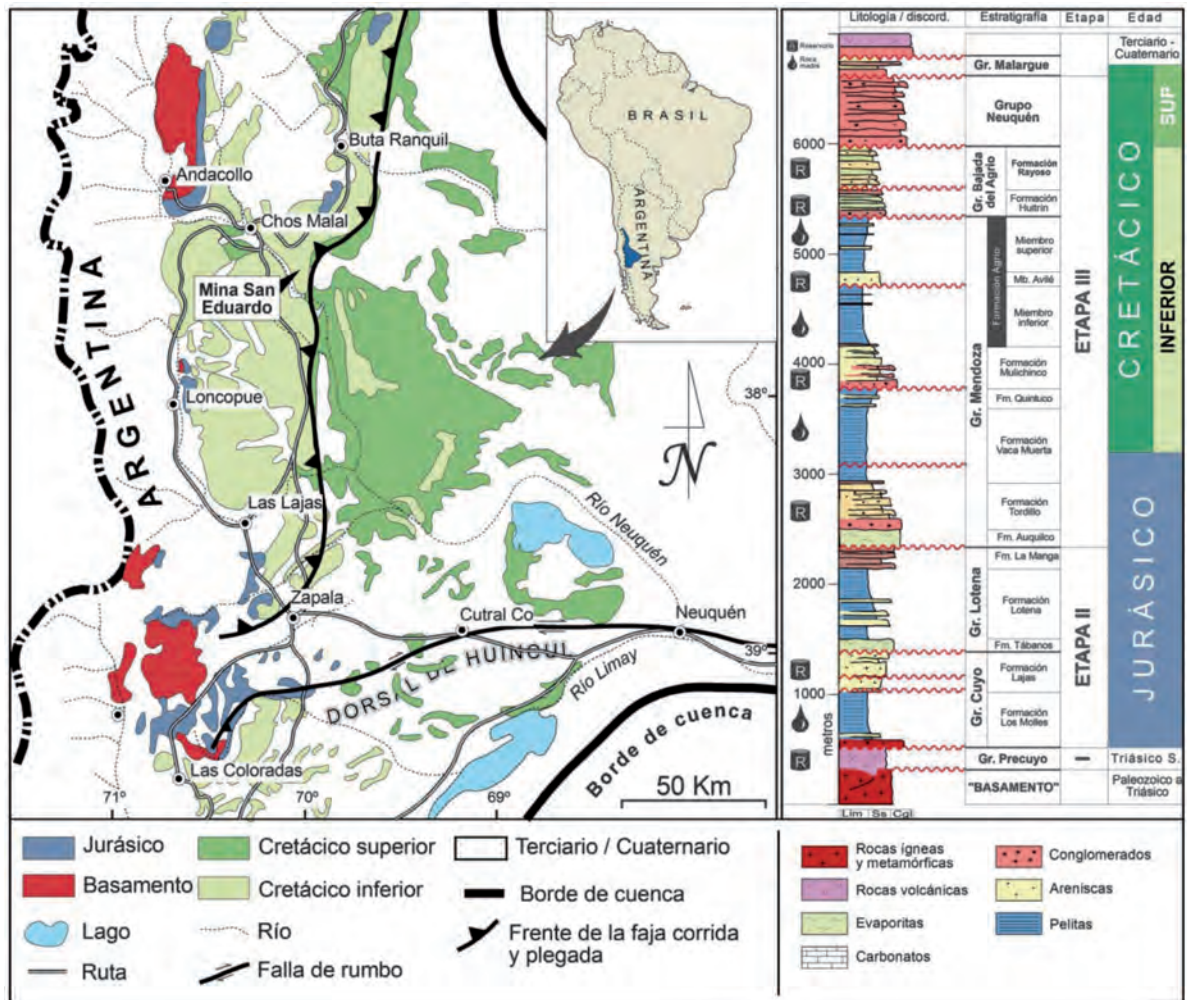 BRASIL
ARGENTINA
Buta Ranquil
Andacollo
Chos Malal
Mina San
Eduardo
ARGENTINA
Loncopue
38°
N
Las Lajas
Río Neuquén
Zapala
Cutral Co
Neuquén
39°
DORSAL DE HUINCUL
Río Limay
Borde de cuenca
Las Coloradas
50 Km
71°
70°
69°
Jurásico
Cretácico superior
Terciario / Cuaternario
Basamento
Cretácico inferior
Borde de cuenca
Lago
Río
Frente de la faja corrida
y plegada
Ruta
Falla de rumbo
Litología / discord.
Estratigrafía
Etapa
Edad
R
Reservorio
Roca
madre
Terciario -
Cuaternario
Gr. Malargue
Grupo
Neuquén
SUP
6000
R
Gr. Bajada
del Agrio
Formación
Rayoso
R
Formación
Huitrín
CRETÁCICO
INFERIOR
5000
Formación Agrio
Miembro
superior
R
Mb. Avilé
Miembro
inferior
ETAPA III
4000
R
Gr. Mendoza
Formación
Mulichinco
Fm. Quintuco
Formación
Vaca Muerta
3000
R
Formación
Tordillo
Fm. Auquilco
JURÁSICO
Fm. La Manga
2000
Gr. Lotena
Formación
Lotena
Fm. Tábanos
ETAPA II
R
Gr. Cuyo
Formación
Lajas
1000
Formación
Los Molles
metros
R
Gr. Precuyo
I
Triásico S.
"BASAMENTO"
Paleozoico a
Triásico
Lim
Ss
Cgl
Rocas ígneas
y metamórficas
Conglomerados
Rocas volcánicas
Areniscas
Evaporitas
Pelitas
Carbonatos